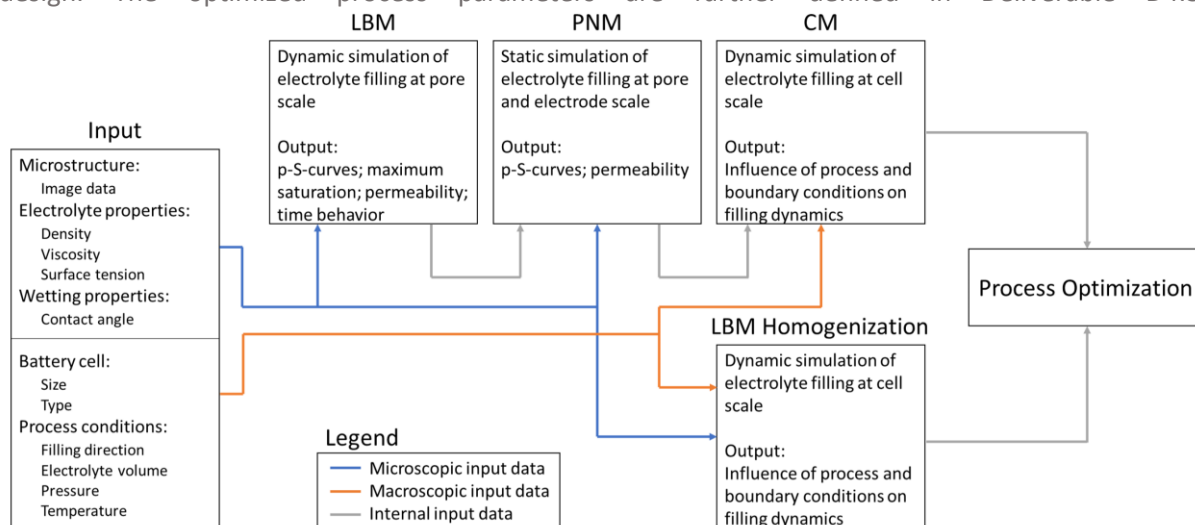 design. The optimized process parameters are further defined in Deliverable
LBM
PNM
CM
Dynamic simulation of
electrolyte filling at pore
scale
Output:
p-S-curves; maximum
saturation; permeability;
time behavior
Static simulation of
electrolyte filling at pore
and electrode scale
Output:
p-S-curves; permeability
Dynamic simulation of
electrolyte filling at cell
scale
Output:
Influence of process and
boundary conditions on
filling dynamics
Input
Microstructure:
Image data
Electrolyte properties:
Density
Viscosity
Surface tension
Wetting properties:
Contact angle
Battery cell:
Size
Type
Process conditions:
Filling direction
Electrolyte volume
Pressure
Temperature
Process Optimization
LBM Homogenization
Dynamic simulation of
electrolyte filling at cell
scale
Output:
Influence of process and
boundary conditions on
filling dynamics
Legend
Microscopic input data
Macroscopic input data
Internal input data